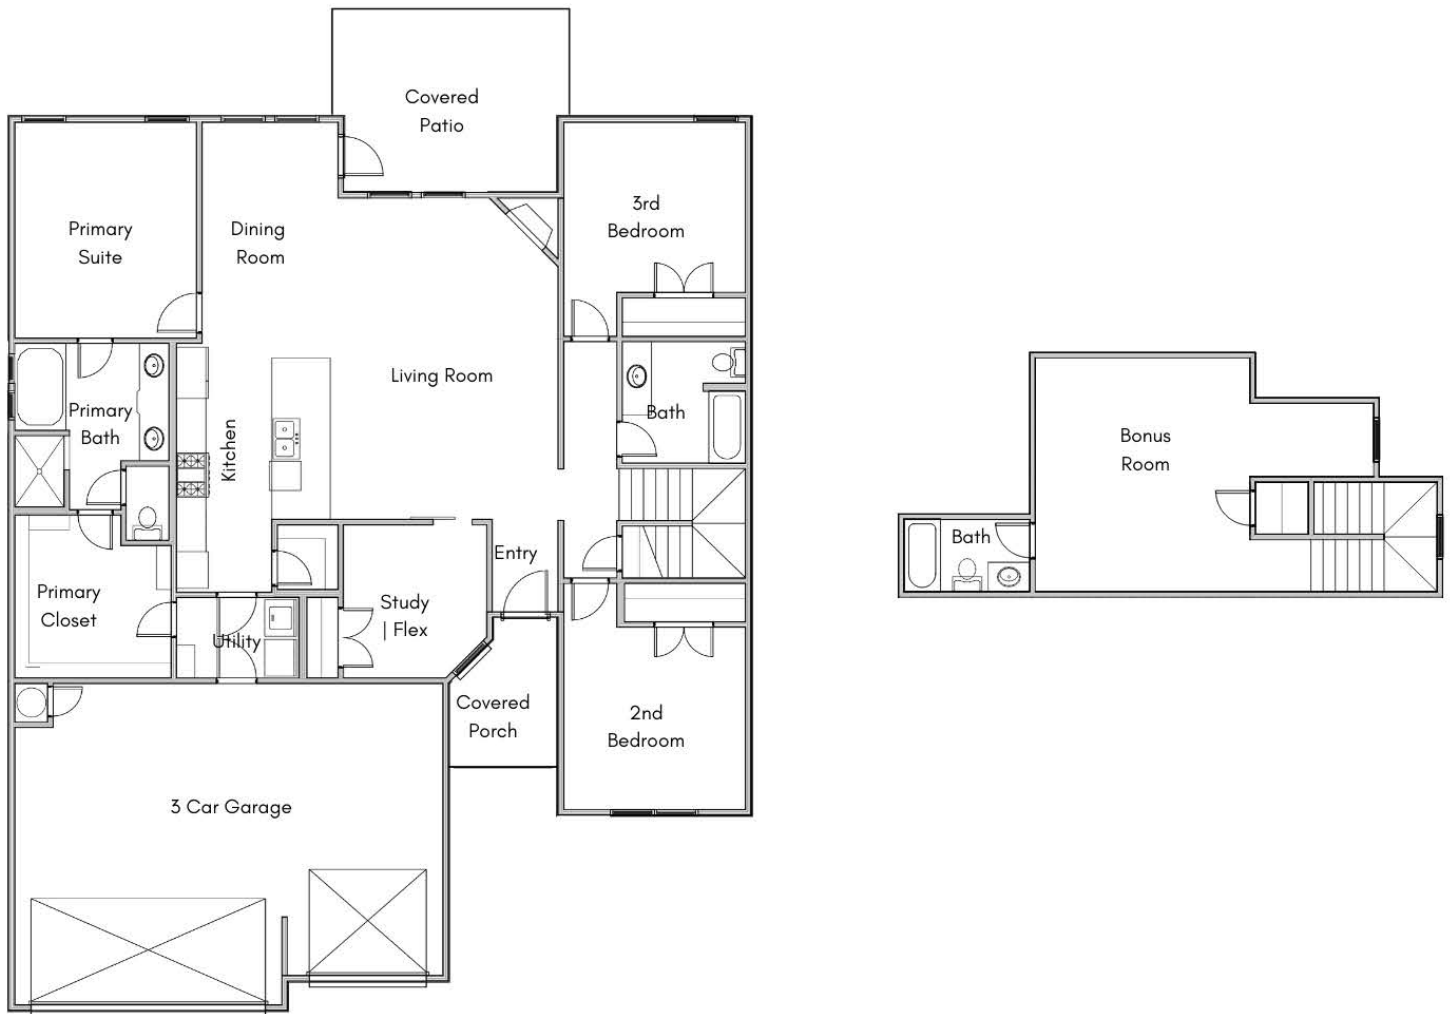 Covered
Patio
Primary
Suite
Dining
Room
3rd
Bedroom
Living Room
Primary
Bath
Kitchen
Bath
Entry
Primary
Closet
Study
| Flex
Utility
Covered
Porch
2nd
Bedroom
3 Car Garage
Bonus
Room
Bath